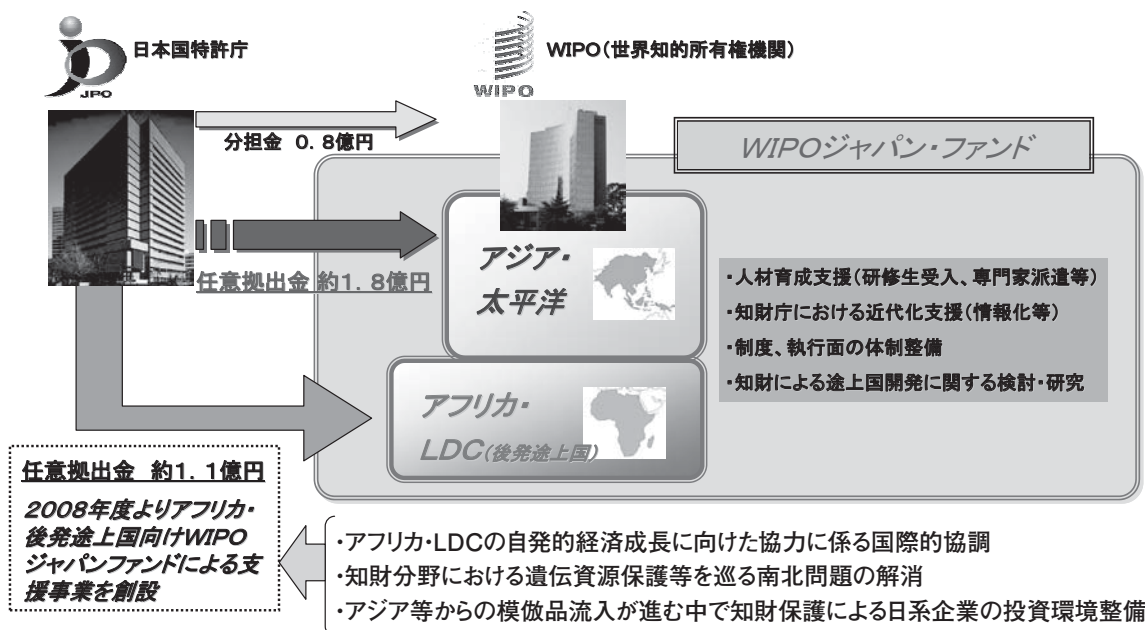 日本国特許庁
JPO
WIPO(世界知的所有権機関)
WIPO
分担金 0.8億円
WIPOジャパン・ファンド
任意拠出金 約1.8億円
アジア・
太平洋
・人材育成支援(研修生受入、専門家派遣等)
・知財庁における近代化支援(情報化等)
・制度、執行面の体制整備
・知財による途上国開発に関する検討・研究
アフリカ・
LDC(後発途上国)
任意拠出金 約1.1億円
2008年度よりアフリカ・
後発途上国向けWIPO
ジャパンファンドによる支
援事業を創設
・アフリカ・LDCの自発的経済成長に向けた協力に係る国際的協調
・知財分野における遺伝資源保護等を巡る南北問題の解消
・アジア等からの模倣品流入が進む中で知財保護による日系企業の投資環境整備